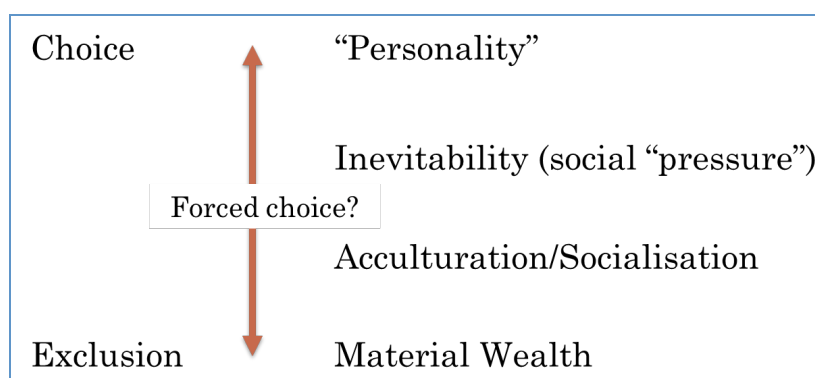 Choice “Personality”
Inevitability (social “pressure”)
Forced choice?
Acculturation/Socialisation
Exclusion Material Wealth